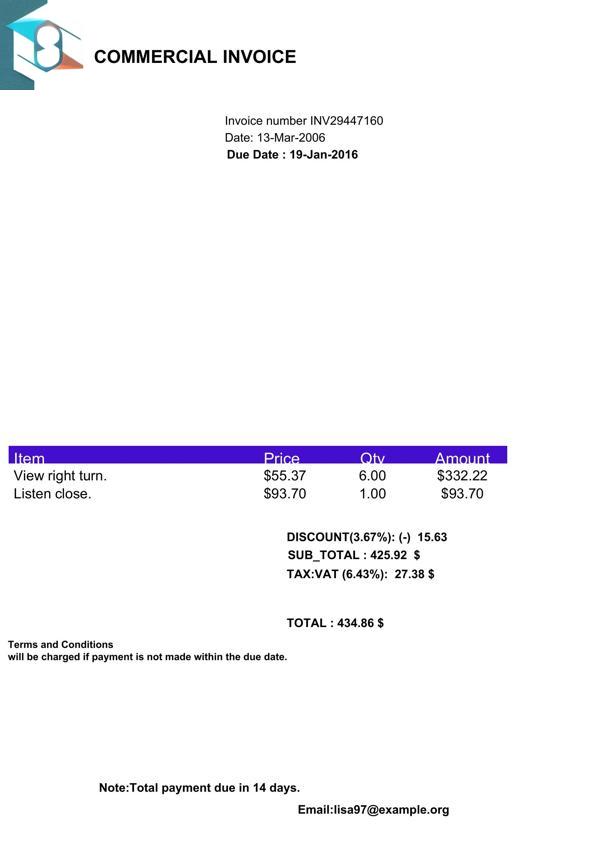 COMMERCIAL INVOICE
Invoice number INV29447160
Date: 13-Mar-2006
Due Date : 19-Jan-2016
Item Price Qty Amount
View right turn. $55.37 6.00 $332.22
Listen close. $93.70 1.00 $93.70
DISCOUNT(3.67%): (-) 15.63
SUB_TOTAL : 425.92 $
TAX:VAT (6.43%): 27.38 $
TOTAL : 434.86 $
Terms and Conditions
will be charged if payment is not made within the due date.
Note:Total payment due in 14 days.
Email:lisa97@example.org